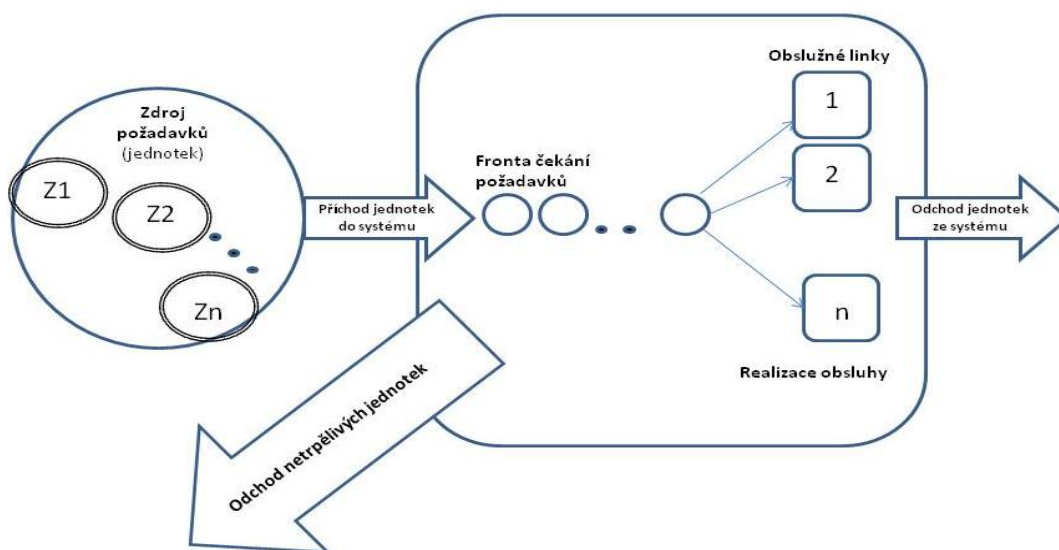 Zdroj
požadavků
(jednotek)
Z1
Z2
Zn
Příchod jednotek
do systému
Fronta čekání
požadavků
Obslužné linky
1
2
n
Realizace obsluhy
Odchod jednotek
ze systému
Odchod netrpělivých jednotek